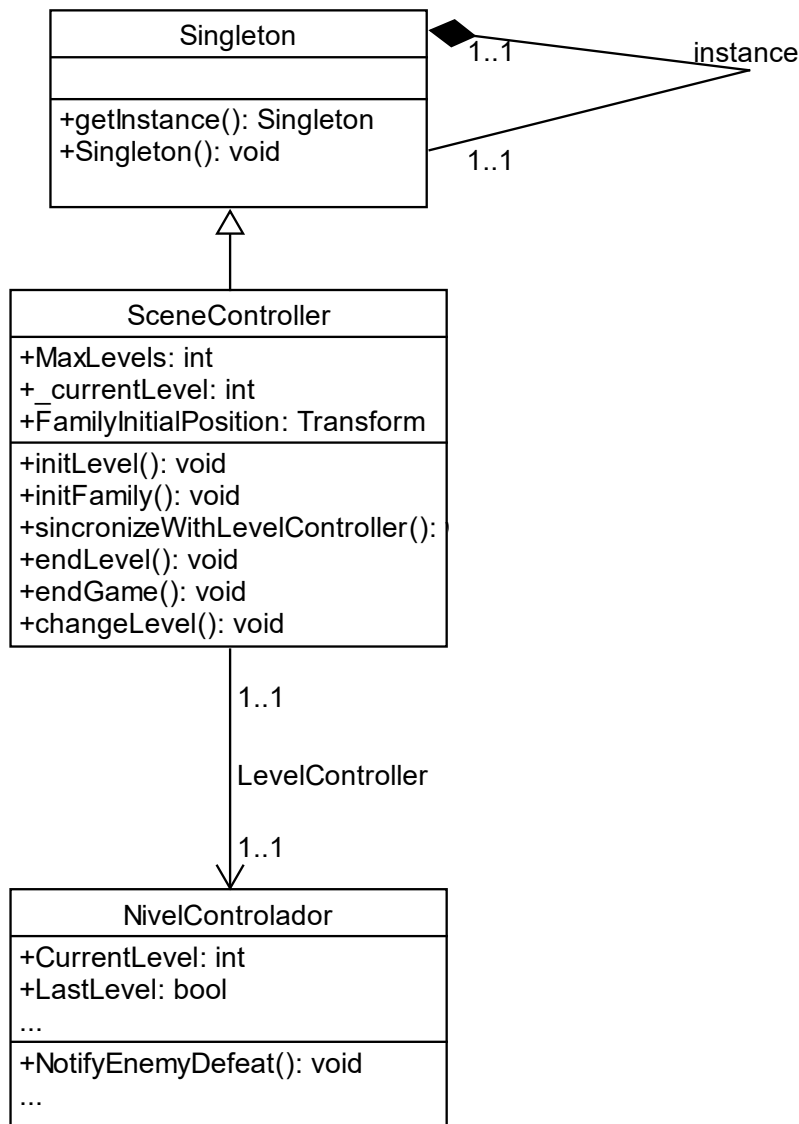 Singleton
1..1
instance
+getInstance(): Singleton
+Singleton(): void
1..1
SceneController
+MaxLevels: int
+_currentLevel: int
+FamilyInitialPosition: Transform
+initLevel(): void
+initFamily(): void
+sincronizeWithLevelController():
+endLevel(): void
+endGame(): void
+changeLevel(): void
1..1
LevelController
1..1
NivelControlador
+CurrentLevel: int
+LastLevel: bool
...
+NotifyEnemyDefeat(): void
...